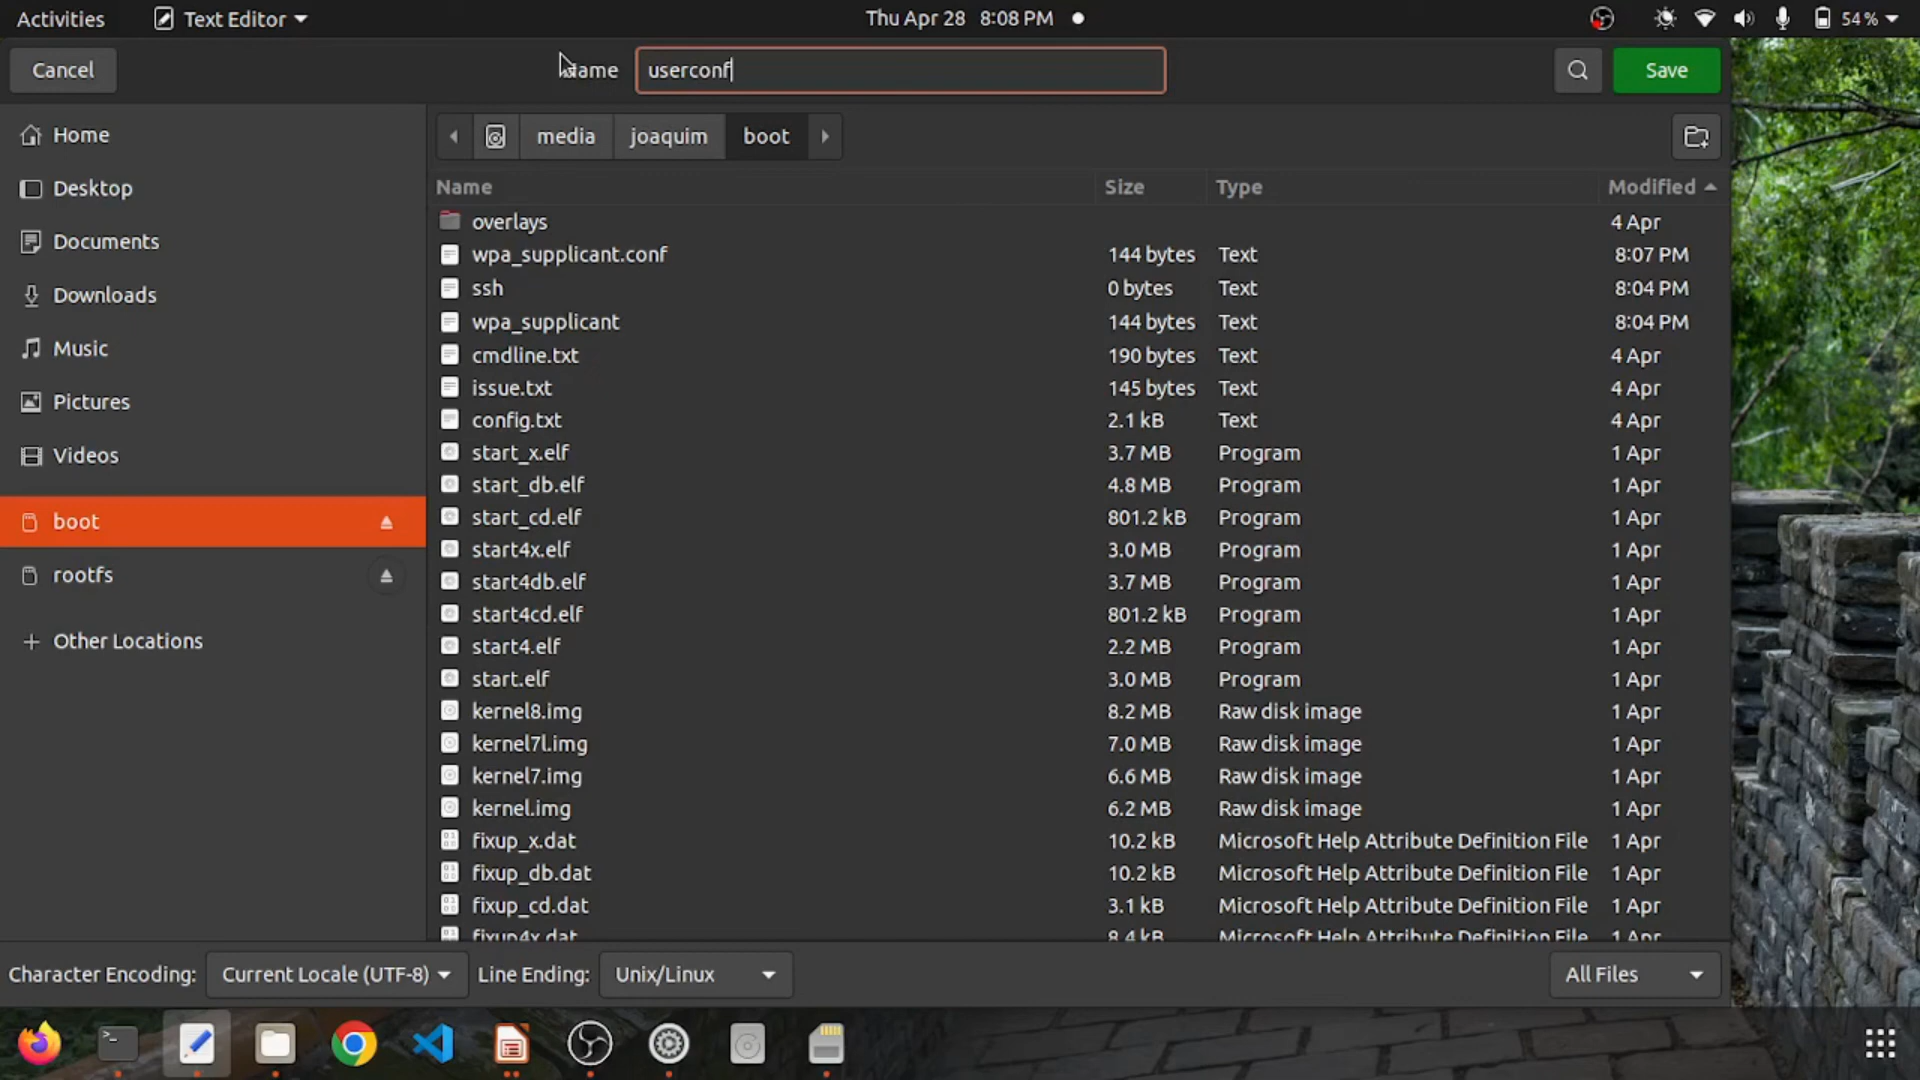 Activities Text Editor Thu Apr 28 8:08 PM 54 %
Cancel Name userconf Save
media joaquim boot
Name Size Type Modified
Home
Desktop
Documents
Downloads
Music
Pictures
Videos
boot
rootfs
Other Locations
overlays 4 Apr
wpa_supplicant.conf 144 bytes Text 8:07 PM
ssh 0 bytes Text 8:04 PM
wpa_supplicant 144 bytes Text 8:04 PM
cmdline.txt 190 bytes Text 4 Apr
issue.txt 145 bytes Text 4 Apr
config.txt 2.1 kB Text 4 Apr
start_x.elf 3.7 MB Program 1 Apr
start_db.elf 4.8 MB Program 1 Apr
start_cd.elf 801.2 kB Program 1 Apr
start4x.elf 3.0 MB Program 1 Apr
start4db.elf 3.7 MB Program 1 Apr
start4cd.elf 801.2 kB Program 1 Apr
start4.elf 2.2 MB Program 1 Apr
start.elf 3.0 MB Program 1 Apr
kernel8.img 8.2 MB Raw disk image 1 Apr
kernel7l.img 7.0 MB Raw disk image 1 Apr
kernel7.img 6.6 MB Raw disk image 1 Apr
kernel.img 6.2 MB Raw disk image 1 Apr
fixup_x.dat 10.2 kB Microsoft Help Attribute Definition File 1 Apr
fixup_db.dat 10.2 kB Microsoft Help Attribute Definition File 1 Apr
fixup_cd.dat 3.1 kB Microsoft Help Attribute Definition File 1 Apr
fixup4x.dat 8.4 kB Microsoft Help Attribute Definition File 1 Apr
Character Encoding: Current Locale (UTF-8) Line Ending: Unix/Linux All Files